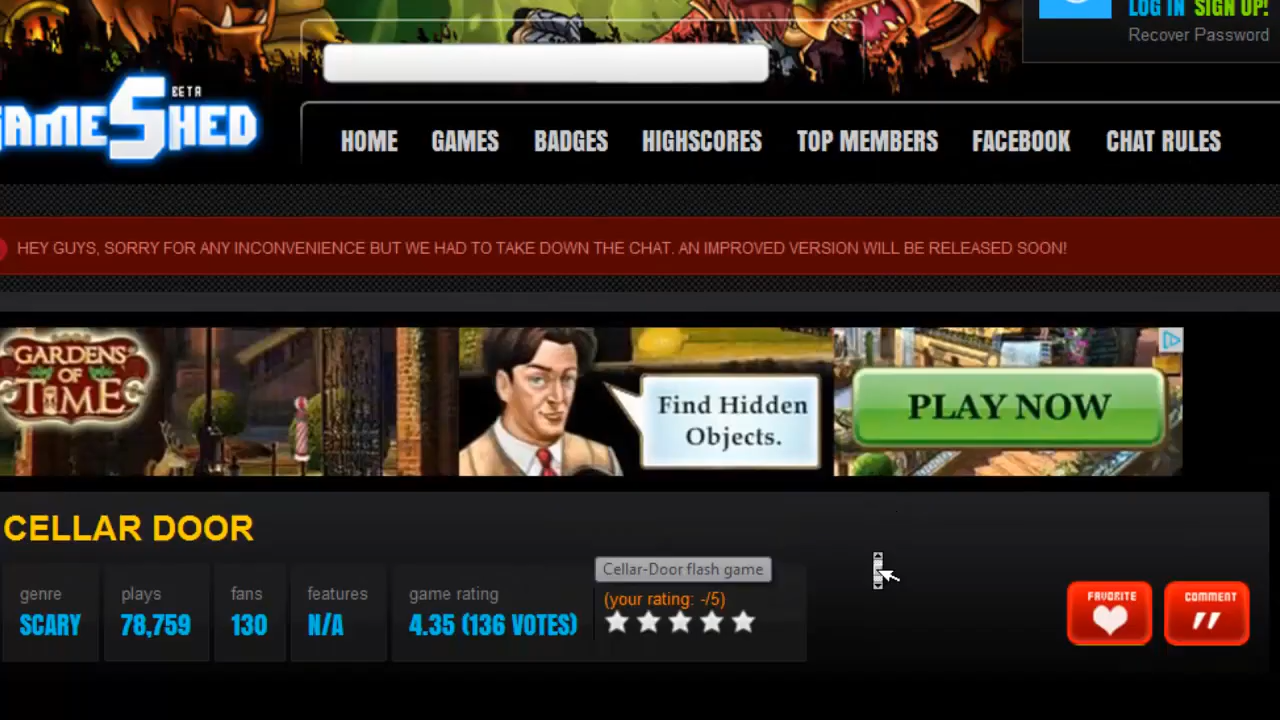 LOG IN SIGN UP!
Recover Password
BETA
GAMESHED
HOME GAMES BADGES HIGHSCORES TOP MEMBERS FACEBOOK CHAT RULES
HEY GUYS, SORRY FOR ANY INCONVENIENCE BUT WE HAD TO TAKE DOWN THE CHAT. AN IMPROVED VERSION WILL BE RELEASED SOON!
GARDENS
OF
TIME
Find Hidden
Objects.
PLAY NOW
CELLAR DOOR
Cellar-Door flash game
genre plays fans features game rating (your rating: -/5)
SCARY 78,759 130 N/A 4.35 (136 VOTES)
FAVORITE COMMENT